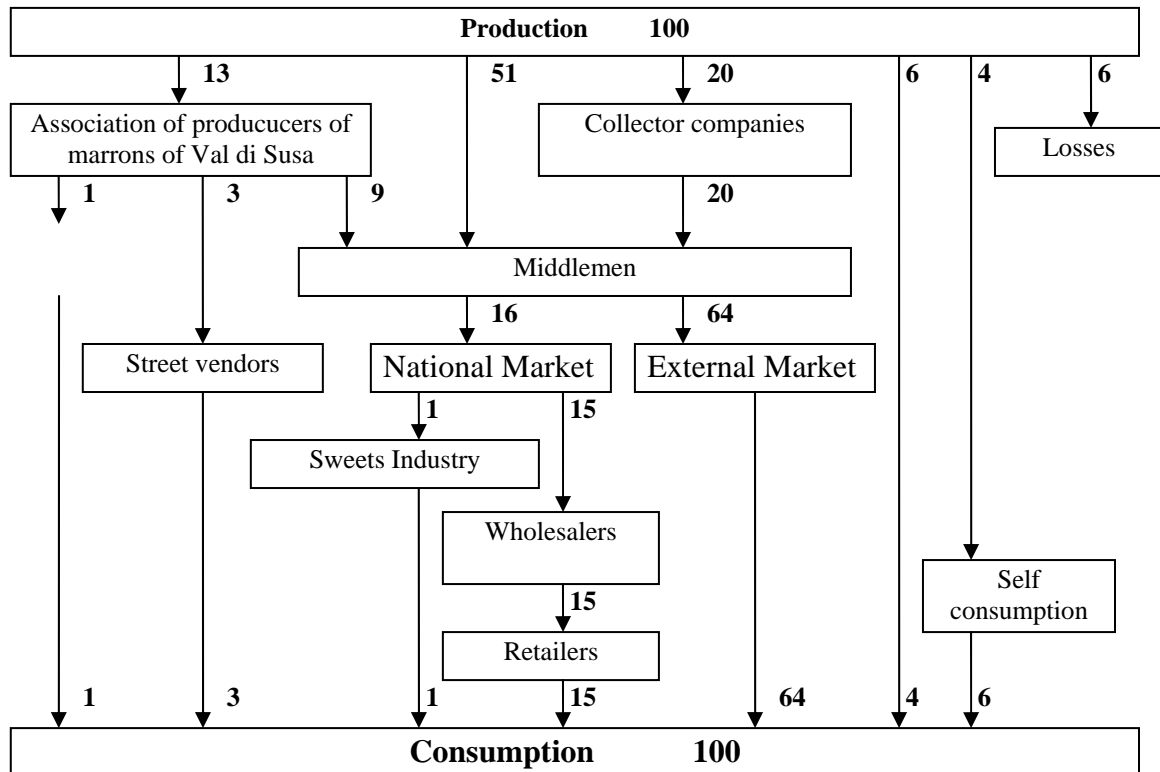 Production 100
13 51 20 6 4 6
Association of producucers of
marrons of Val di Susa
Collector companies
Losses
1 3 9 20
Middlemen
16 64
Street vendors
National Market
External Market
1 15
Sweets Industry
Wholesalers
Self
consumption
15
Retailers
1 3 1 15 64 4 6
Consumption 100